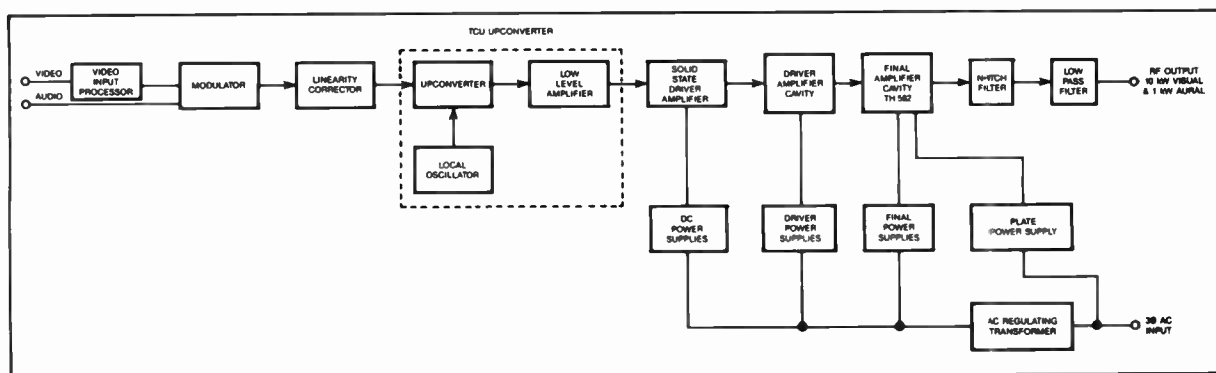 TCU UPCONVERTER
VIDEO
AUDIO
VIDEO
INPUT
PROCESSOR
MODULATOR
LINEARITY
CORRECTOR
UPCONVERTER
LOW
LEVEL
AMPLIFIER
LOCAL
OSCILLATOR
SOLID
STATE
DRIVER
AMPLIFIER
DRIVER
AMPLIFIER
CAVITY
FINAL
AMPLIFIER
CAVITY
TH 582
NOTCH
FILTER
LOW
PASS
FILTER
RF OUTPUT
10 kW VISUAL
& 1 kW AURAL
DC
POWER
SUPPLIES
DRIVER
POWER
SUPPLIES
FINAL
POWER
SUPPLIES
PLATE
POWER SUPPLY
AC REGULATING
TRANSFORMER
AC
INPUT